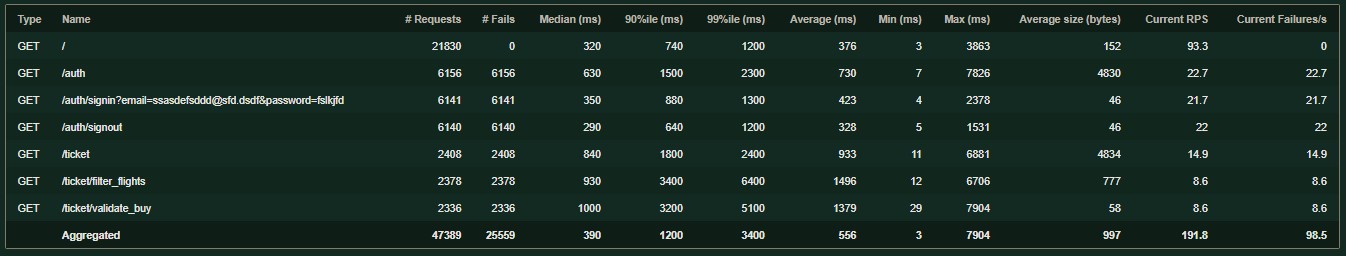 Type Name # Requests # Fails Median (ms) 90%ile (ms) 99%ile (ms) Average (ms) Min (ms) Max (ms) Average size (bytes) Current RPS Current Failures/s
GET / 21830 0 320 740 1200 376 3 3863 152 93.3 0
GET /auth 6156 6156 630 1500 2300 730 7 7826 4830 22.7 22.7
GET /auth/signin?email=ssasdefsddd@sfd.dsdf&password=fslkjfd 6141 6141 350 880 1300 423 4 2378 46 21.7 21.7
GET /auth/signout 6140 6140 290 640 1200 328 5 1531 46 22 22
GET /ticket 2408 2408 840 1800 2400 933 11 6881 4834 14.9 14.9
GET /ticket/filter_flights 2378 2378 930 3400 6400 1496 12 6706 777 8.6 8.6
GET /ticket/validate_buy 2336 2336 1000 3200 5100 1379 29 7904 58 8.6 8.6
Aggregated 47389 25559 390 1200 3400 556 3 7904 997 191.8 98.5